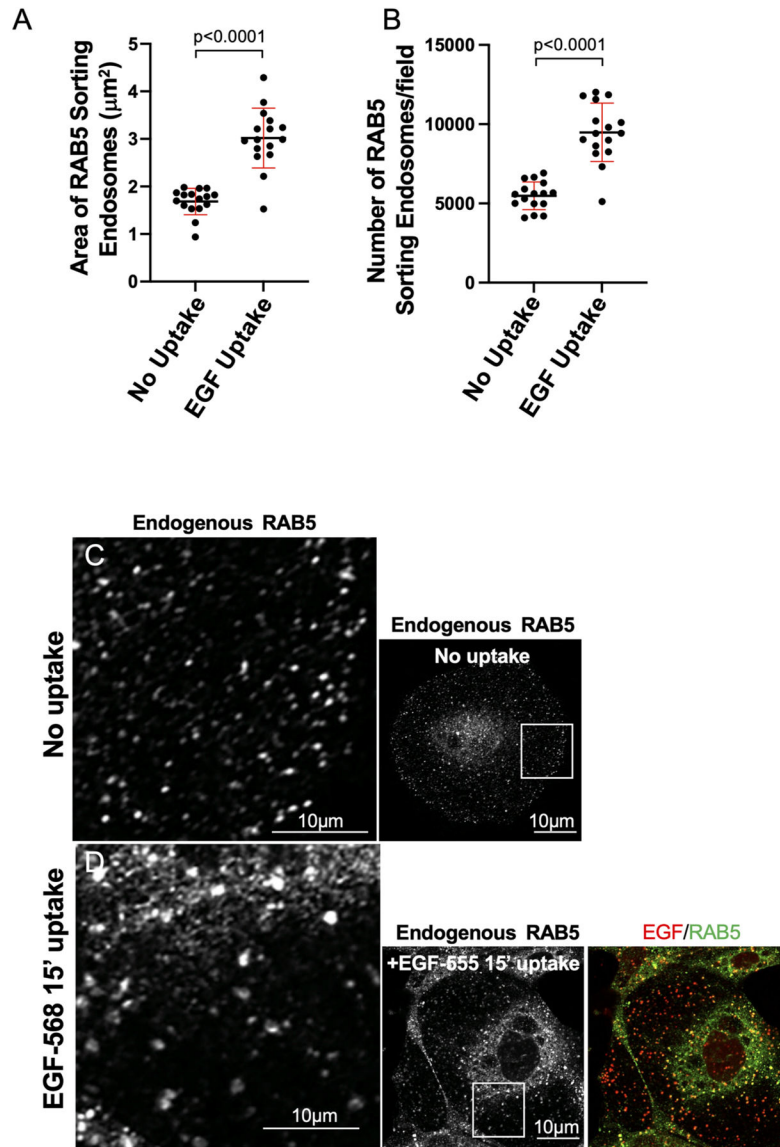 A
p<0.0001
Area of RAB5 Sorting
Endosomes (μm²)
5
4
3
2
1
0
No Uptake
EGF Uptake
B
p<0.0001
Number of RAB5
Sorting Endosomes/field
15000
10000
5000
0
No Uptake
EGF Uptake
Endogenous RAB5
C
No uptake
10μm
Endogenous RAB5
No uptake
10μm
D
EGF-568 15' uptake
10μm
Endogenous RAB5
+EGF-555 15' uptake
10μm
EGF/RAB5